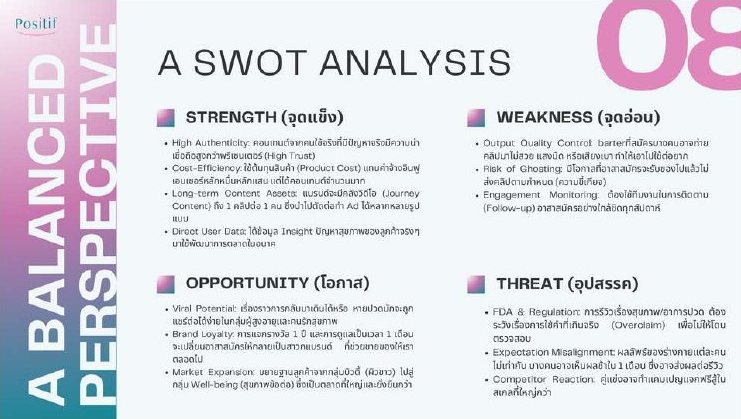 Positif
A BALANCED
PERSPECTIVE
08
A SWOT ANALYSIS
STRENGTH (จุดแข็ง)
• High Authenticity: คอนเทนต์จากคนใช้จริงที่มีปัญหาจริงมีความน่า
เชื่อถือสูงกว่าพรีเซนเตอร์ (High Trust)
• Cost-Efficiency: ใช้ต้นทุนสินค้า (Product Cost) แทนค่าจ้างอินฟลู
เอนเซอร์หลักหมื่นหลักแสน แต่ได้คอนเทนต์จำนวนมาก
• Long-term Content Assets: แบรนด์จะมีคลังวิดีโอ (Journey
Content) ถึง 1 คลิปต่อ 1 คน ซึ่งนำไปตัดต่อทำ Ad ได้หลากหลายรูป
แบบ
• Direct User Data: ได้ข้อมูล Insight ปัญหาสุขภาพของลูกค้าจริงๆ
มาใช้พัฒนาการตลาดในอนาคต
WEAKNESS (จุดอ่อน)
• Output Quality Control: barterที่สมัครบางคนอาจถ่าย
คลิปมาไม่สวย แสงมืด หรือเสียงเบา ทำให้เอาไปใช้ต่อยาก
• Risk of Ghosting: มีโอกาสที่อาสาสมัครจะรับของไปแล้วไม่
ส่งคลิปตามกำหนด (ความขี้เกียจ)
• Engagement Monitoring: ต้องใช้ทีมงานในการติดตาม
(Follow-up) อาสาสมัครอย่างใกล้ชิดทุกสัปดาห์
OPPORTUNITY (โอกาส)
• Viral Potential: เรื่องราวการกลับมาเดินได้หรือ หายปวดมักจะถูก
แชร์ต่อได้ง่ายในกลุ่มผู้สูงอายุและคนรักสุขภาพ
• Brand Loyalty: การแจกรางวัล 1 ปี และการดูแลเป็นเวลา 1 เดือน
จะเปลี่ยนอาสาสมัครให้กลายเป็นสาวกแบรนด์ ที่ช่วยขายของให้เรา
ตลอดไป
• Market Expansion: ขยายฐานลูกค้าจากกลุ่มบิวตี้ (ผิวขาว) ไปสู่
กลุ่ม Well-being (สุขภาพข้อต่อ) ซึ่งเป็นตลาดที่ใหญ่และยั่งยืนกว่า
THREAT (อุปสรรค)
• FDA & Regulation: การรีวิวเรื่องสุขภาพ/อาการปวด ต้อง
ระวังเรื่องการใช้คำที่เกินจริง (Overclaim) เพื่อไม่ให้โดน
ตรวจสอบ
• Expectation Misalignment: ผลลัพธ์ของร่างกายแต่ละคน
ไม่เท่ากัน บางคนอาจเห็นผลช้าใน 1 เดือน ซึ่งอาจส่งผลต่อรีวิว
• Competitor Reaction: คู่แข่งอาจทำแคมเปญแจกฟรีสู้ใน
สเกลที่ใหญ่กว่า